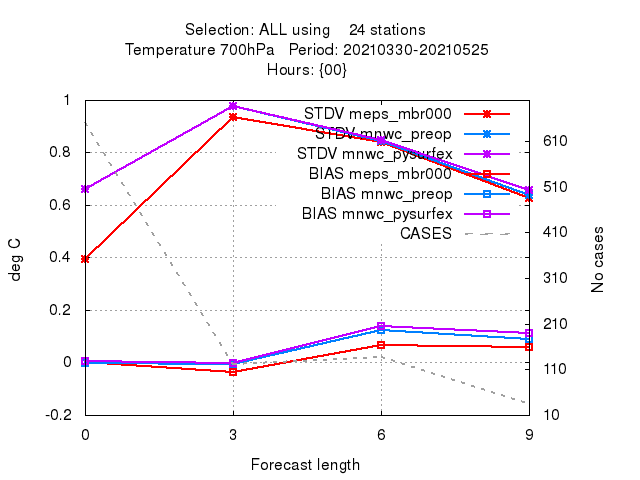 Selection: ALL using    24 stations
Temperature 700hPa   Period: 20210330-20210525
Hours: {00}
STDV meps_mbr000
STDV mnwc_preop
STDV mnwc_pysurfex
BIAS meps_mbr000
BIAS mnwc_preop
BIAS mnwc_pysurfex
CASES
1
0.8
0.6
0.4
0.2
0
-0.2
deg C
610
510
410
310
210
110
10
No cases
0 3 6 9
Forecast length